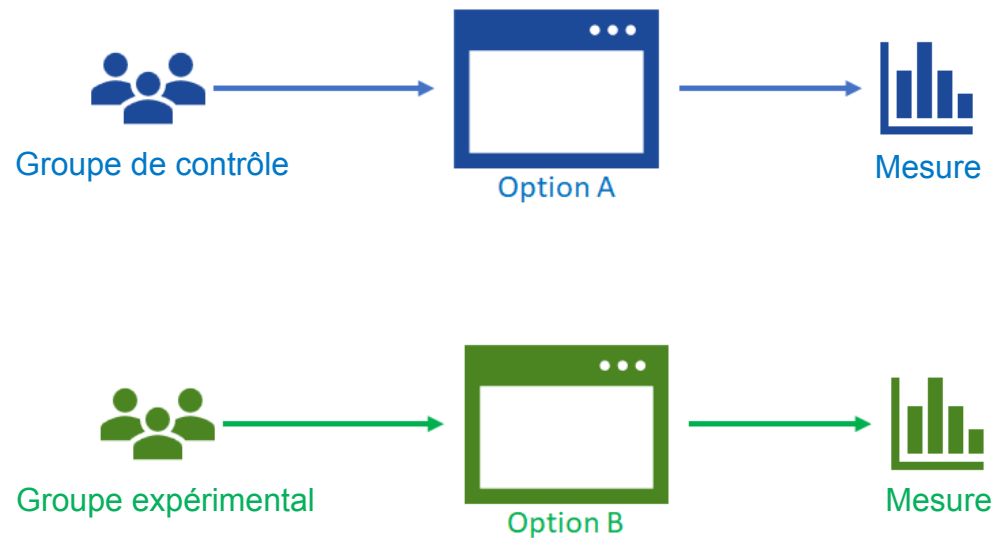 Groupe de contrôle
Option A
Mesure
Groupe expérimental
Option B
Mesure